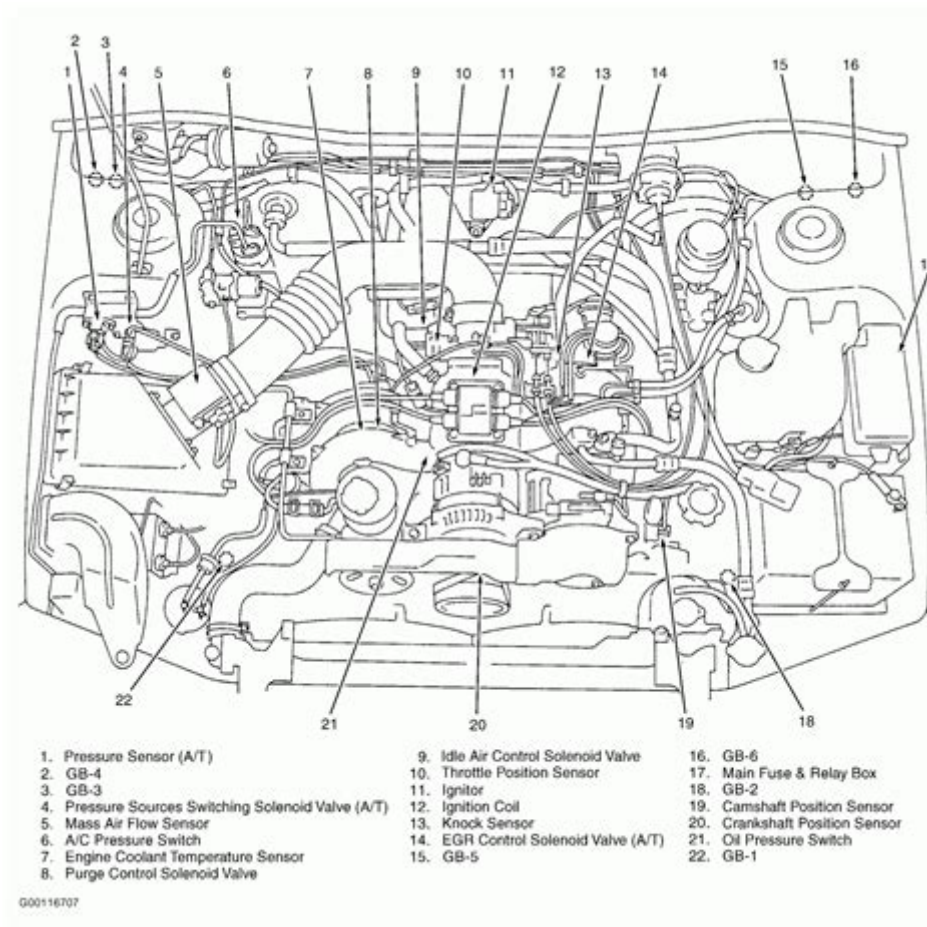 2 3
1 4 5 6 7 8 9 10 11 12 13 14 15 16
1
22 21 20 19 18
1. Pressure Sensor (A/T)
2. GB-4
3. GB-3
4. Pressure Sources Switching Solenoid Valve (A/T)
5. Mass Air Flow Sensor
6. A/C Pressure Switch
7. Engine Coolant Temperature Sensor
8. Purge Control Solenoid Valve
9. Idle Air Control Solenoid Valve
10. Throttle Position Sensor
11. Ignitor
12. Ignition Coil
13. Knock Sensor
14. EGR Control Solenoid Valve (A/T)
15. GB-5
16. GB-6
17. Main Fuse & Relay Box
18. GB-2
19. Camshaft Position Sensor
20. Crankshaft Position Sensor
21. Oil Pressure Switch
22. GB-1
G00116707